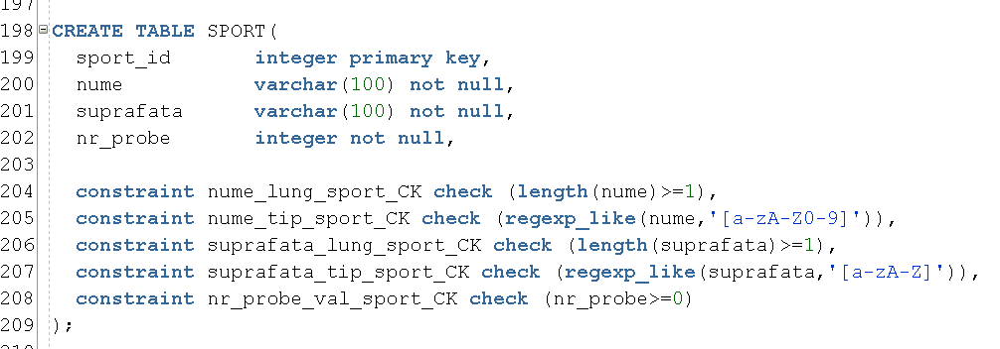 197
198 CREATE TABLE SPORT(
199 sport_id integer primary key,
200 nume varchar(100) not null,
201 suprafata varchar(100) not null,
202 nr_probe integer not null,
203
204 constraint nume_lung_sport_CK check (length(nume)>=1),
205 constraint nume_tip_sport_CK check (regexp_like(nume,'[a-zA-Z0-9]')),
206 constraint suprafata_lung_sport_CK check (length(suprafata)>=1),
207 constraint suprafata_tip_sport_CK check (regexp_like(suprafata,'[a-zA-Z]')),
208 constraint nr_probe_val_sport_CK check (nr_probe>=0)
209 );
210